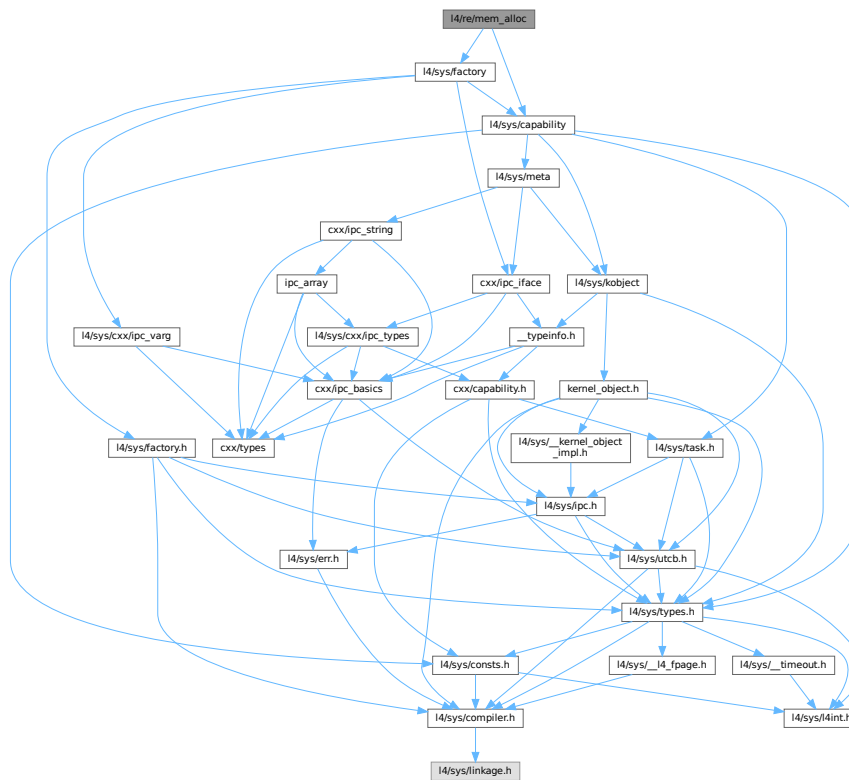 l4/re/mem_alloc
l4/sys/factory
l4/sys/capability
l4/sys/meta
cxx/ipc_string
ipc_array
cxx/ipc_iface
l4/sys/kobject
l4/sys/cxx/ipc_varg
l4/sys/cxx/ipc_types
__typeinfo.h
cxx/ipc_basics
cxx/capability.h
kernel_object.h
l4/sys/factory.h
cxx/types
l4/sys/__kernel_object
_impl.h
l4/sys/task.h
l4/sys/ipc.h
l4/sys/err.h
l4/sys/utcb.h
l4/sys/types.h
l4/sys/consts.h
l4/sys/__l4_fpage.h
l4/sys/__timeout.h
l4/sys/compiler.h
l4/sys/l4int.h
l4/sys/linkage.h